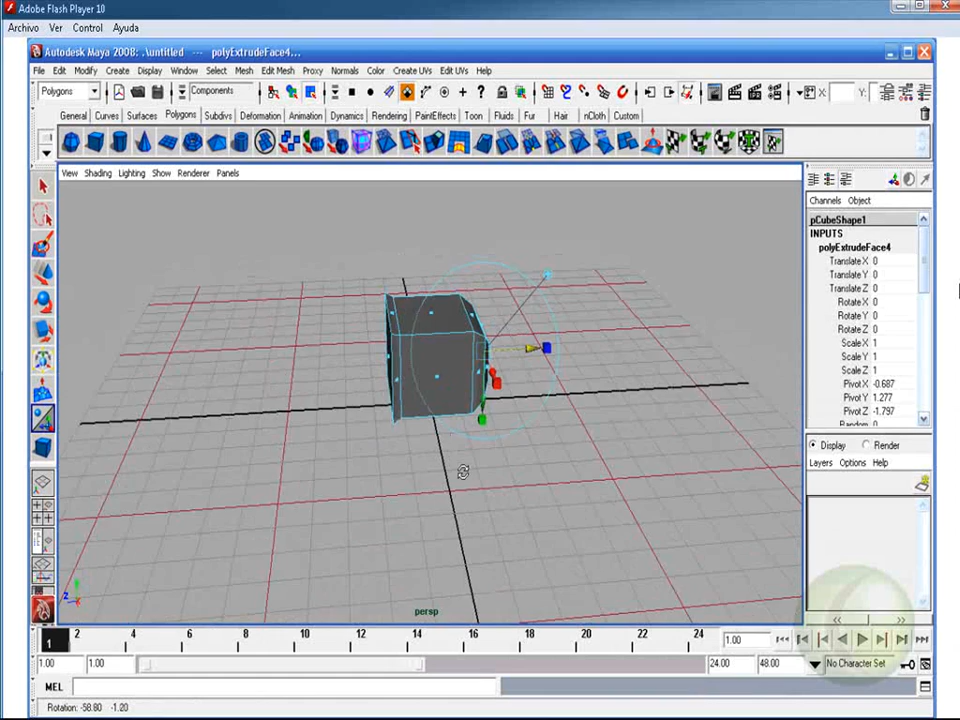 Adobe Flash Player 10
Archivo Ver Control Ayuda
Autodesk Maya 2008: .\untitled --- polyExtrudeFace4...
File Edit Modify Create Display Window Select Mesh Edit Mesh Proxy Normals Color Create UVs Edit UVs Help
Polygons Components X: Y:
General Curves Surfaces Polygons Subdivs Deformation Animation Dynamics Rendering PaintEffects Toon Fluids Fur Hair nCloth Custom
View Shading Lighting Show Renderer Panels
Channels Object
pCubeShape1
INPUTS
polyExtrudeFace4
Translate X 0
Translate Y 0
Translate Z 0
Rotate X 0
Rotate Y 0
Rotate Z 0
Scale X 1
Scale Y 1
Scale Z 1
Pivot X -0.687
Pivot Y 1.277
Pivot Z -1.797
Random 0
Display Render
Layers Options Help
persp
1 2 4 6 8 10 12 14 16 18 20 22 24 1.00
1.00 1.00 24.00 48.00 No Character Set
MEL
Rotation: -58.80 -1.20